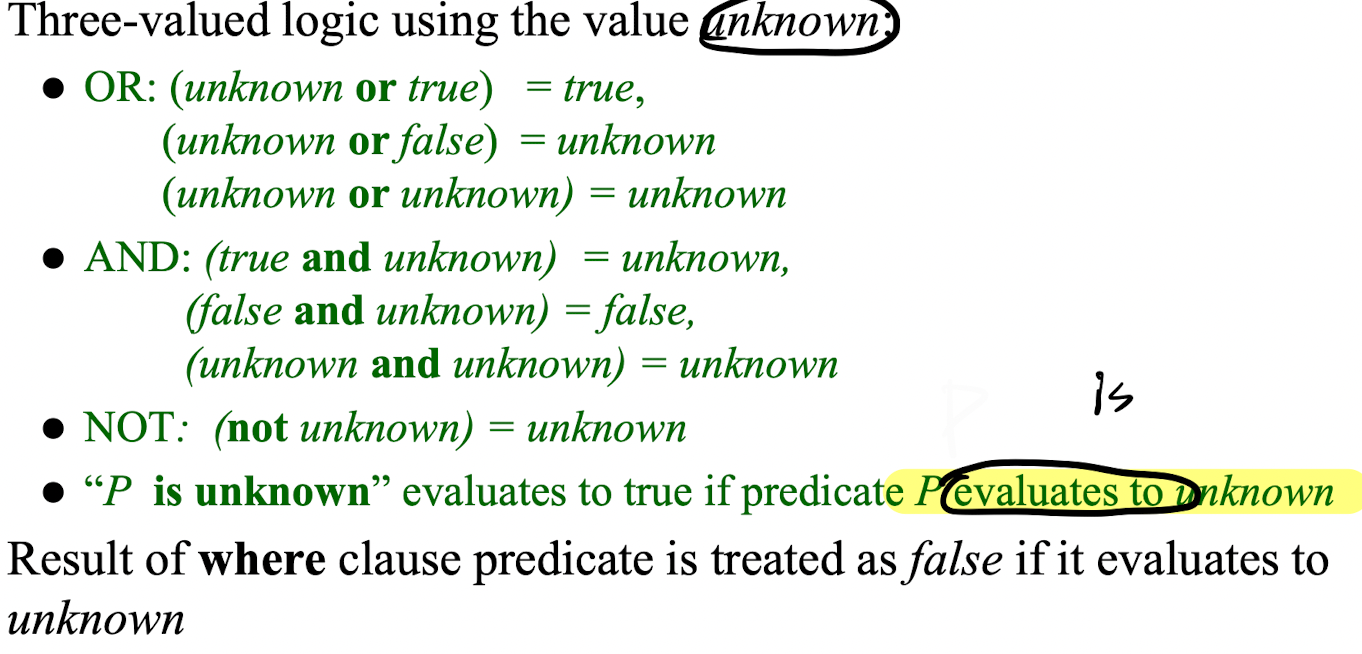 Three-valued logic using the value unknown:
● OR: (unknown or true) = true,
(unknown or false) = unknown
(unknown or unknown) = unknown
● AND: (true and unknown) = unknown,
(false and unknown) = false,
(unknown and unknown) = unknown
P is
● NOT: (not unknown) = unknown
● “P is unknown” evaluates to true if predicate P evaluates to unknown
Result of where clause predicate is treated as false if it evaluates to
unknown